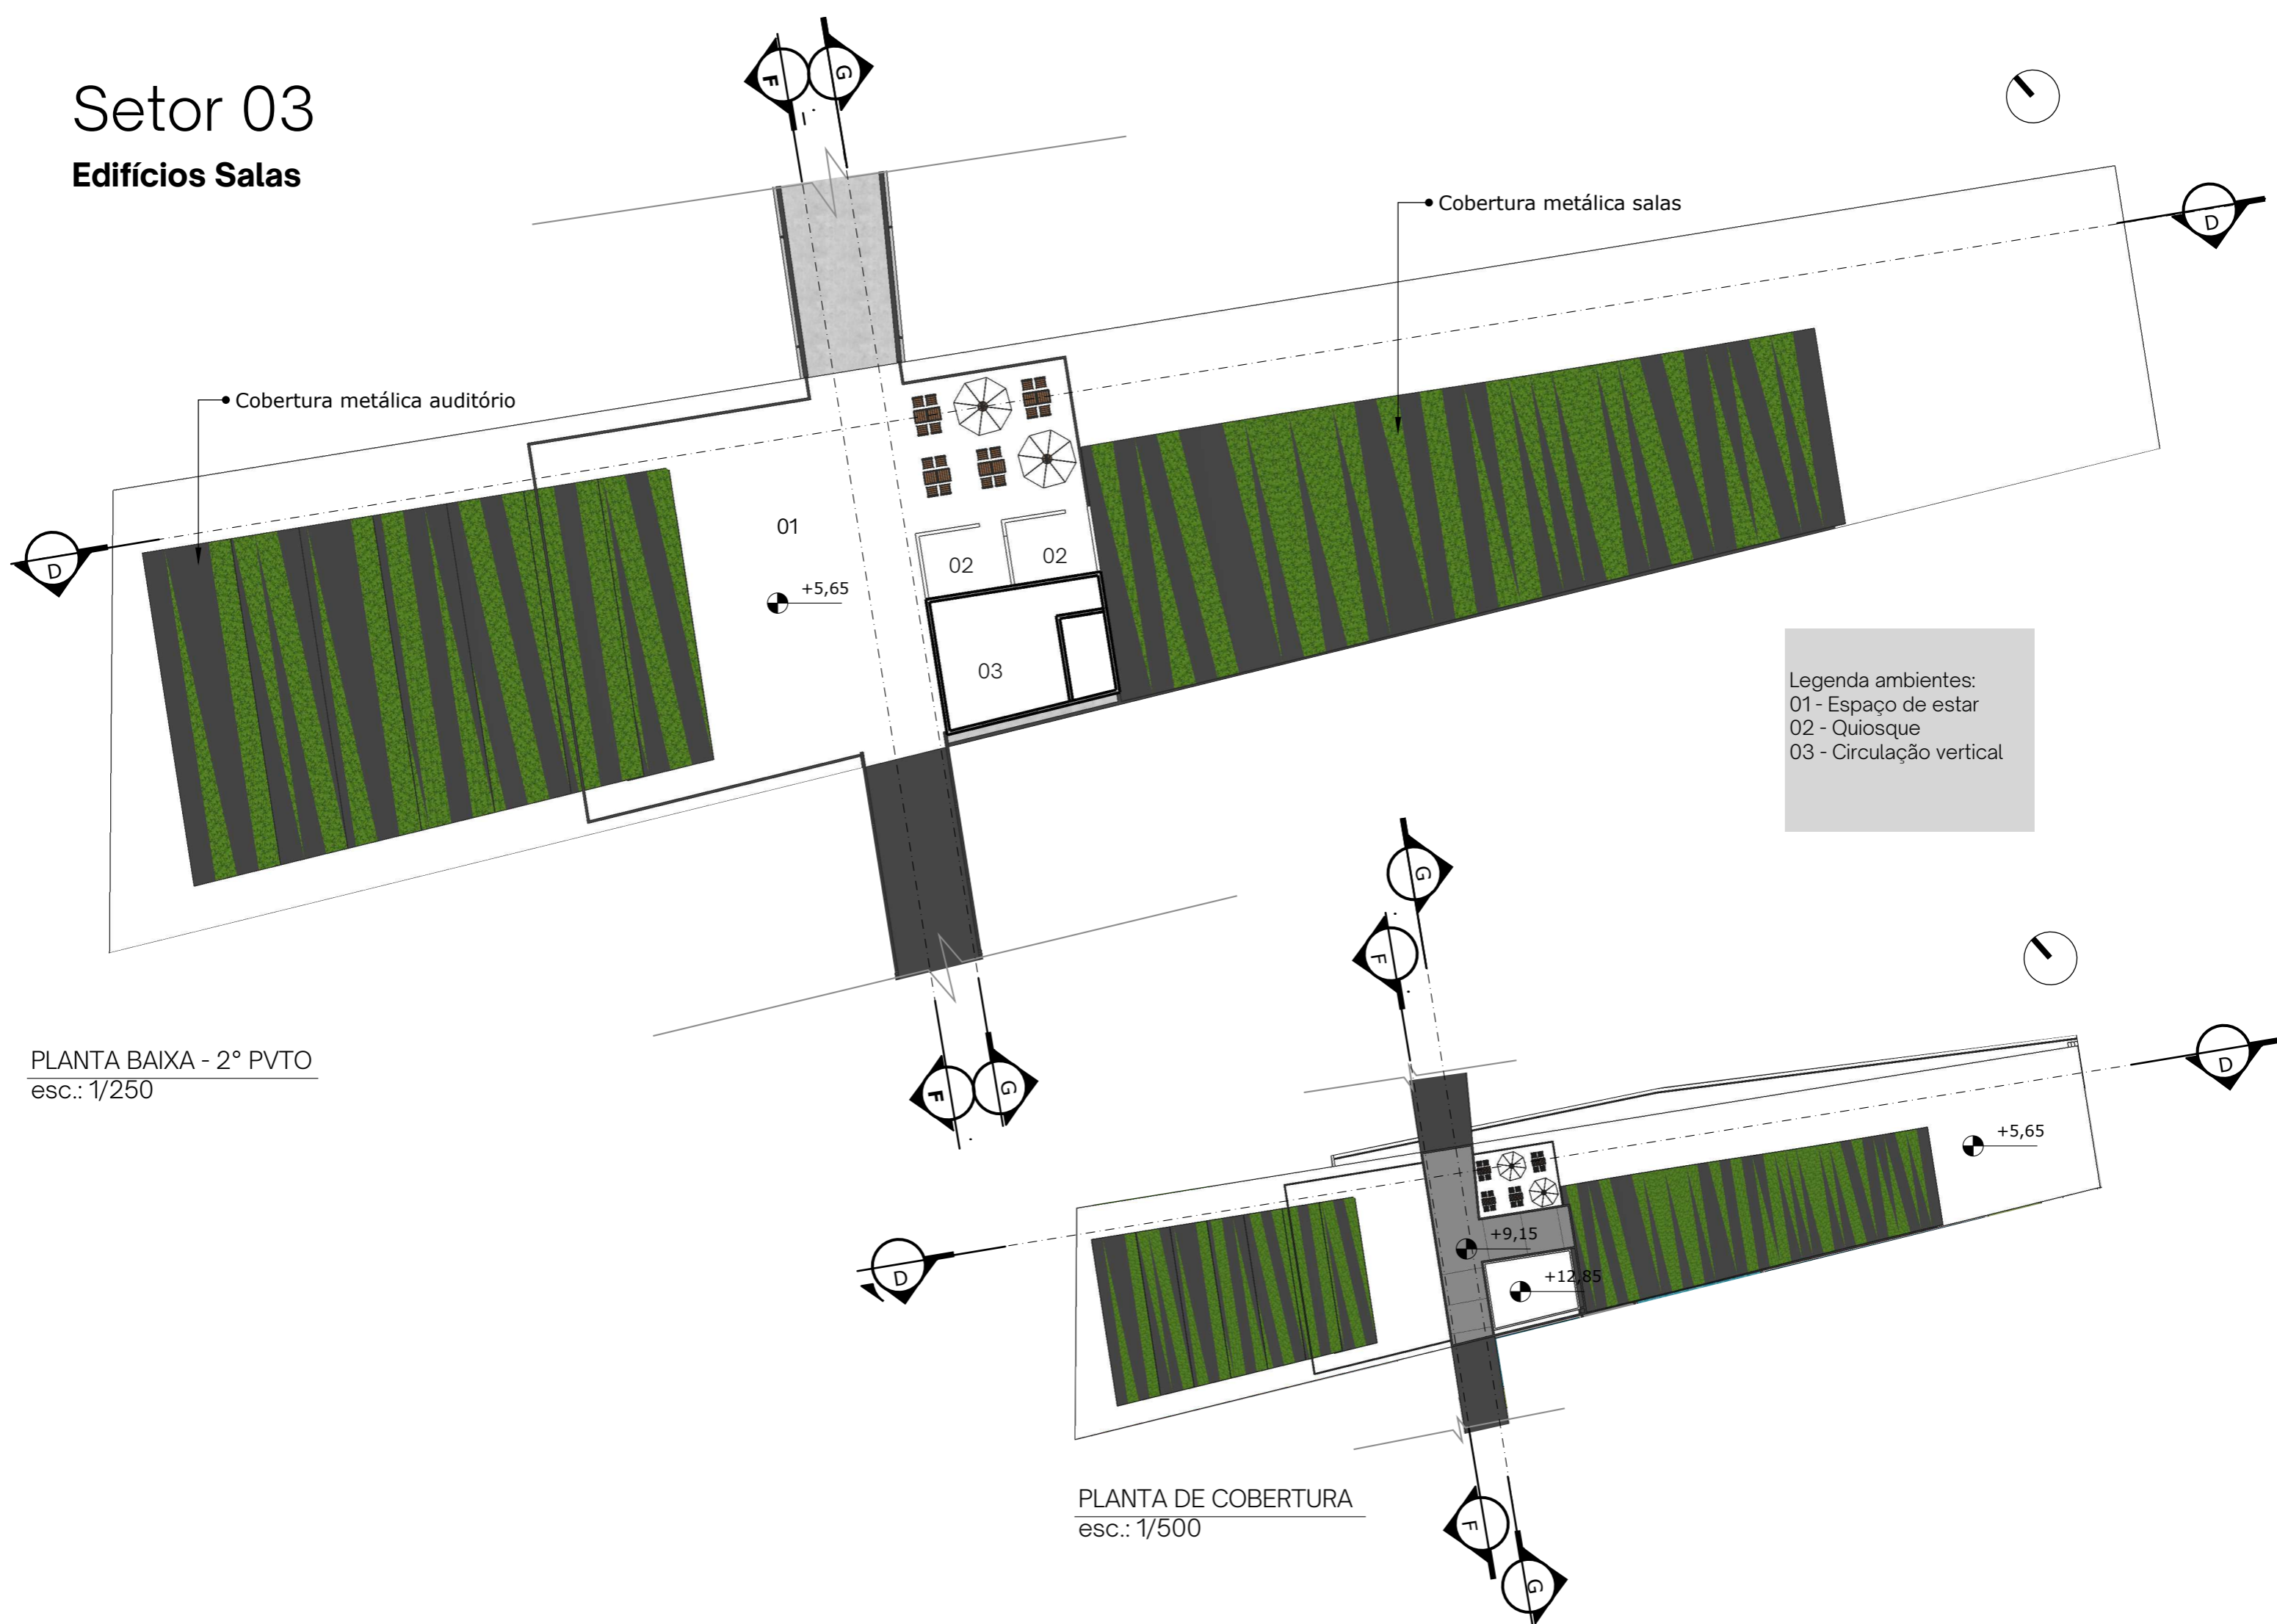 Setor 03
Edifícios Salas
F
G
Cobertura metálica salas
D
Cobertura metálica auditório
01
02
02
+5,65
D
03
Legenda ambientes:
01 - Espaço de estar
02 - Quiosque
03 - Circulação vertical
G
F
PLANTA BAIXA - 2° PVTO
esc.: 1/250
F
G
D
+5,65
+9,15
+12,85
D
PLANTA DE COBERTURA
esc.: 1/500
F
G